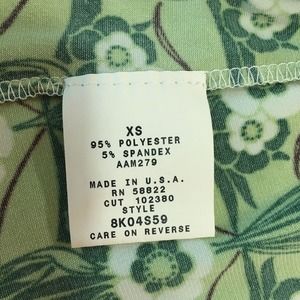 XS
95% POLYESTER
5% SPANDEX
AAM279
MADE IN U.S.A.
RN 58822
CUT 102380
STYLE
8K04S59
CARE ON REVERSE